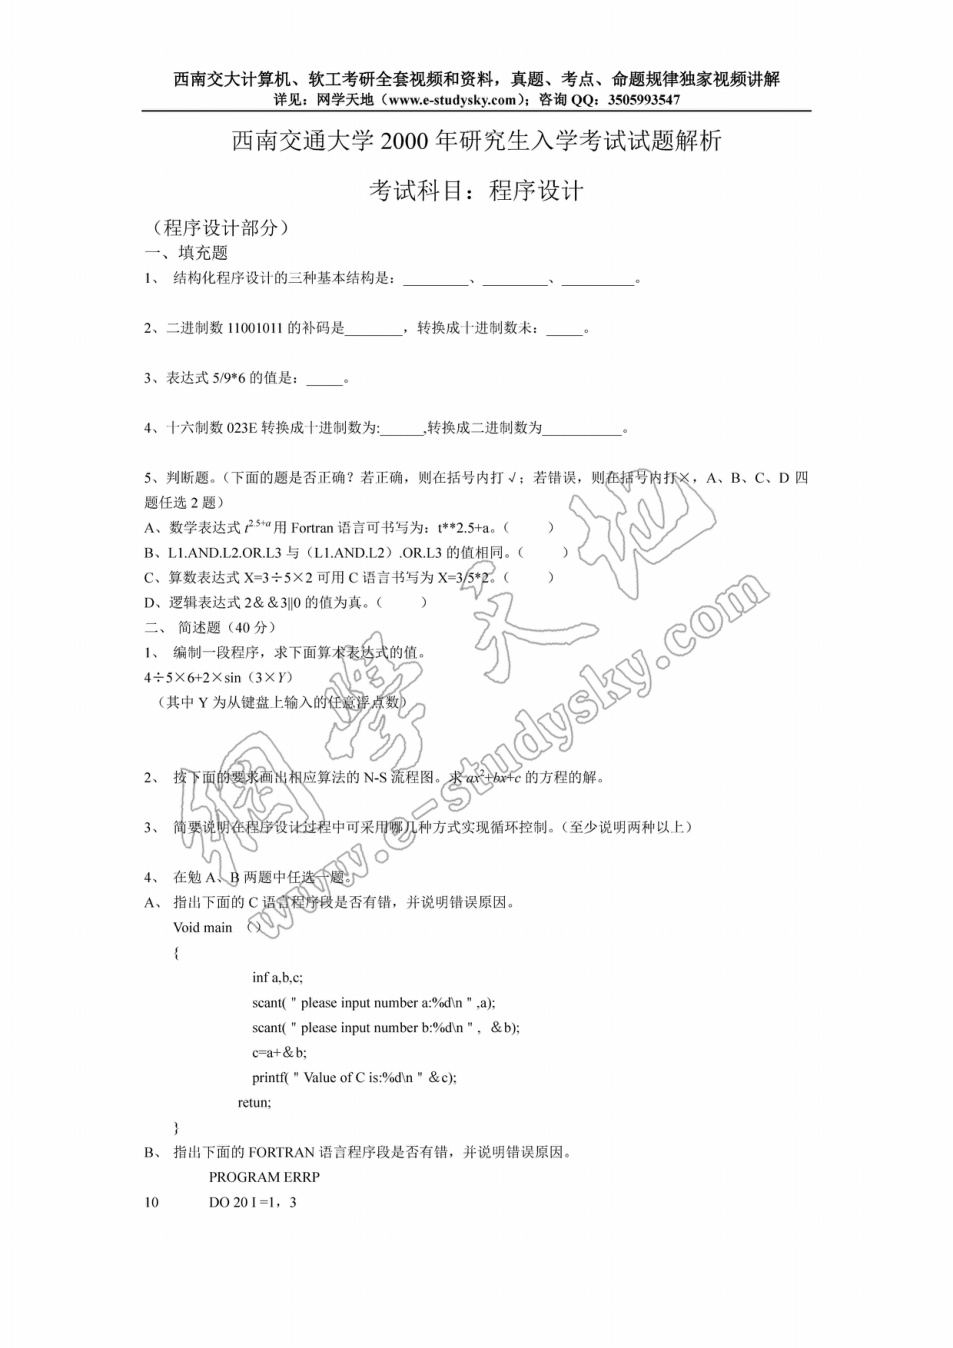 西南交大计算机、软工考研全套视频和资料，真题、考点、命题规律独家视频讲解
详见：网学天地（www.e-studysky.com）；咨询 QQ：3505993547
西南交通大学 2000 年研究生入学考试试题解析
考试科目：程序设计
（程序设计部分）
一、填充题
1、 结构化程序设计的三种基本结构是：_________、_________、__________。
2、二进制数 11001011 的补码是________，转换成十进制数未：_____。
3、表达式 5/9*6 的值是：_____。
4、十六制数 023E 转换成十进制数为:______,转换成二进制数为___________。
5、判断题。（下面的题是否正确？若正确，则在括号内打√；若错误，则在括号内打×，A、B、C、D 四
题任选 2 题）
A、数学表达式 t^2.5+a 用 Fortran 语言可书写为：t**2.5+a。（      ）
B、L1.AND.L2.OR.L3 与（L1.AND.L2）.OR.L3 的值相同。（      ）
C、算数表达式 X=3÷5×2 可用 C 语言书写为 X=3/5*2。（      ）
D、逻辑表达式 2＆＆3||0 的值为真。（      ）
二、 简述题（40 分）
1、 编制一段程序，求下面算术表达式的值。
4÷5×6+2×sin（3×Y）
（其中 Y 为从键盘上输入的任意浮点数）
2、 按下面的要求画出相应算法的 N-S 流程图。求 ax²+bx+c 的方程的解。
3、 简要说明在程序设计过程中可采用哪几种方式实现循环控制。（至少说明两种以上）
4、 在勉 A、B 两题中任选一题。
A、 指出下面的 C 语言程序段是否有错，并说明错误原因。
Void main （）
{
inf a,b,c;
scant(＂please input number a:%d\n＂,a);
scant(＂please input number b:%d\n＂, ＆b);
c=a+＆b;
printf(＂Value of C is:%d\n＂＆c);
retun;
}
B、 指出下面的 FORTRAN 语言程序段是否有错，并说明错误原因。
PROGRAM ERRP
10 DO 20 I =1，3
網學天地
www.e-studysky.com